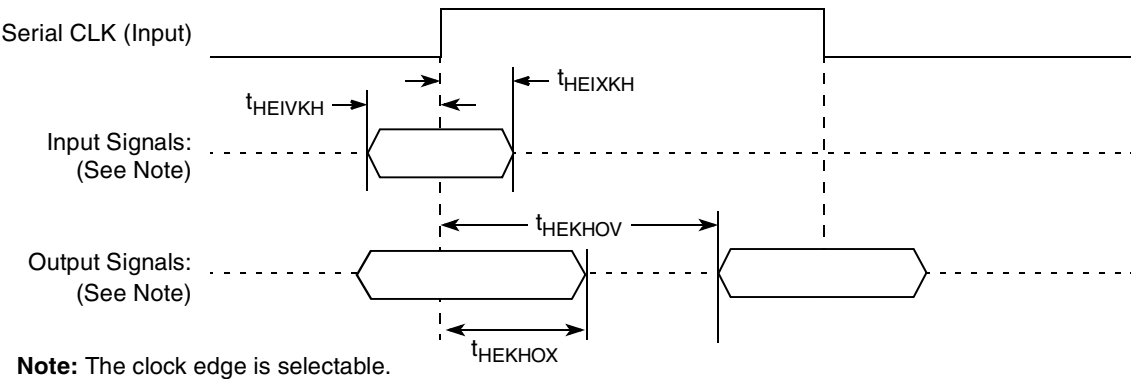 Serial CLK (Input)
tHEIXKH
tHEIVKH
Input Signals:
(See Note)
tHEKHOV
Output Signals:
(See Note)
tHEKHOX
Note: The clock edge is selectable.